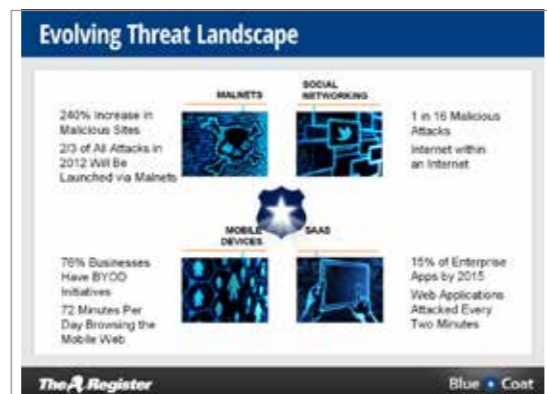 Evolving Threat Landscape
MALNETS
240% Increase in
Malicious Sites
2/3 of All Attacks in
2012 Will Be
Launched via Malnets
SOCIAL
NETWORKING
1 in 16 Malicious
Attacks
Internet within
an Internet
MOBILE
DEVICES
76% Businesses
Have BYOD
Initiatives
72 Minutes Per
Day Browsing the
Mobile Web
SAAS
15% of Enterprise
Apps by 2015
Web Applications
Attacked Every
Two Minutes
The Register
Blue Coat